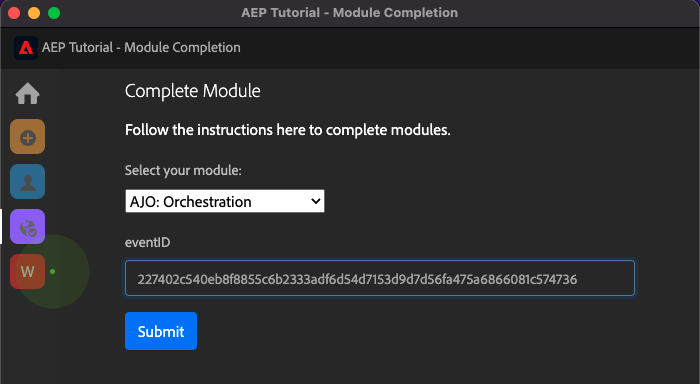 AEP Tutorial - Module Completion
AEP Tutorial - Module Completion
Complete Module
Follow the instructions here to complete modules.
Select your module:
AJO: Orchestration
eventID
227402c540eb8f8855c6b2333adf6d54d7153d9d7d56fa475a6866081c574736
W
Submit